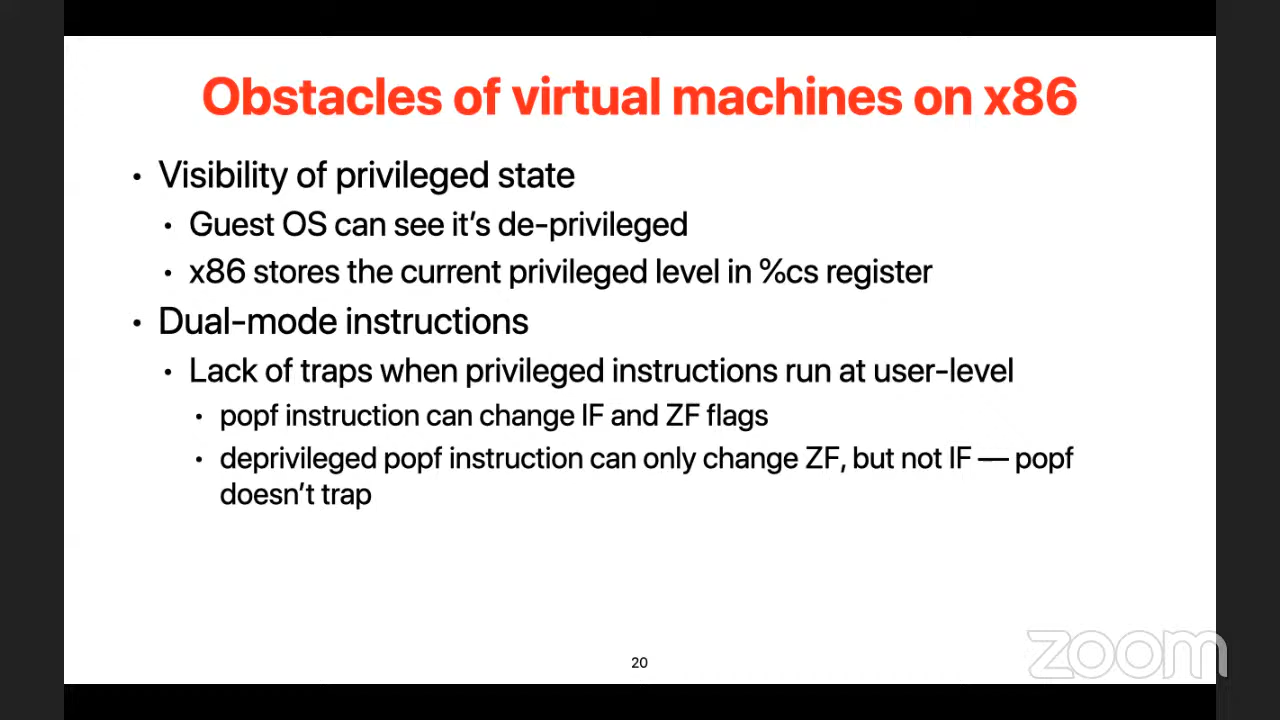 Obstacles of virtual machines on x86
• Visibility of privileged state
• Guest OS can see it's de-privileged
• x86 stores the current privileged level in %cs register
• Dual-mode instructions
• Lack of traps when privileged instructions run at user-level
• popf instruction can change IF and ZF flags
• deprivileged popf instruction can only change ZF, but not IF — popf
doesn't trap
20
zoom